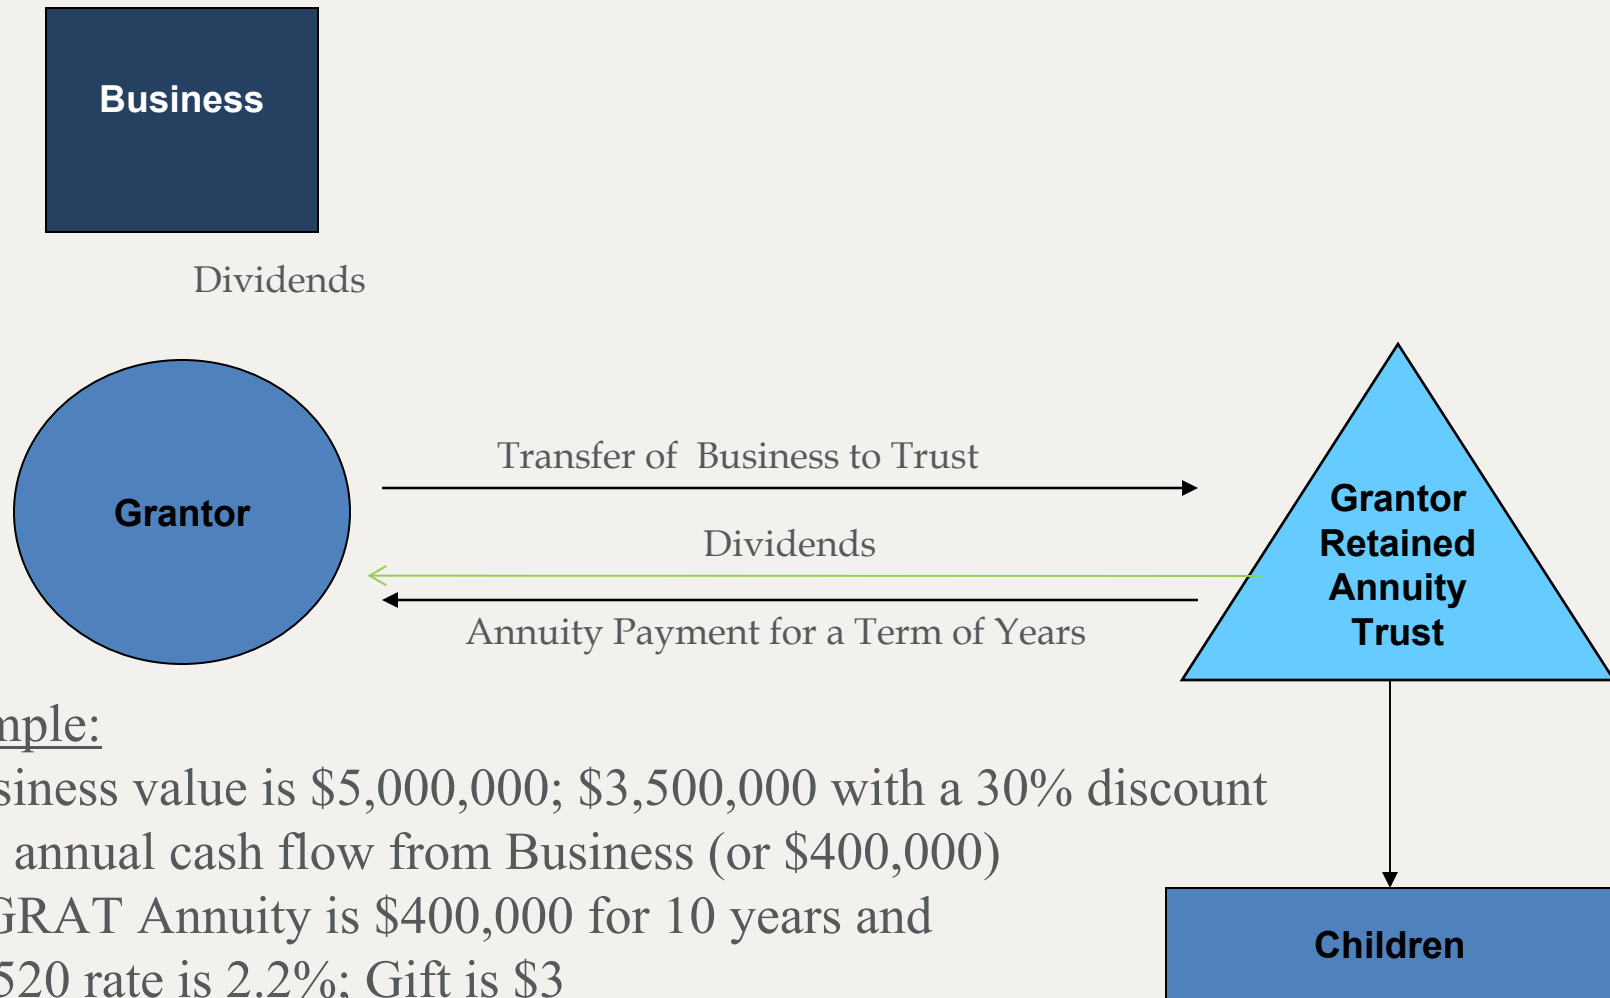 Business
Dividends
Transfer of Business to Trust
Grantor
Dividends
Annuity Payment for a Term of Years
Grantor
Retained
Annuity
Trust
mple:
siness value is $5,000,000; $3,500,000 with a 30% discount
annual cash flow from Business (or $400,000)
GRAT Annuity is $400,000 for 10 years and
520 rate is 2.2%; Gift is $3
Children